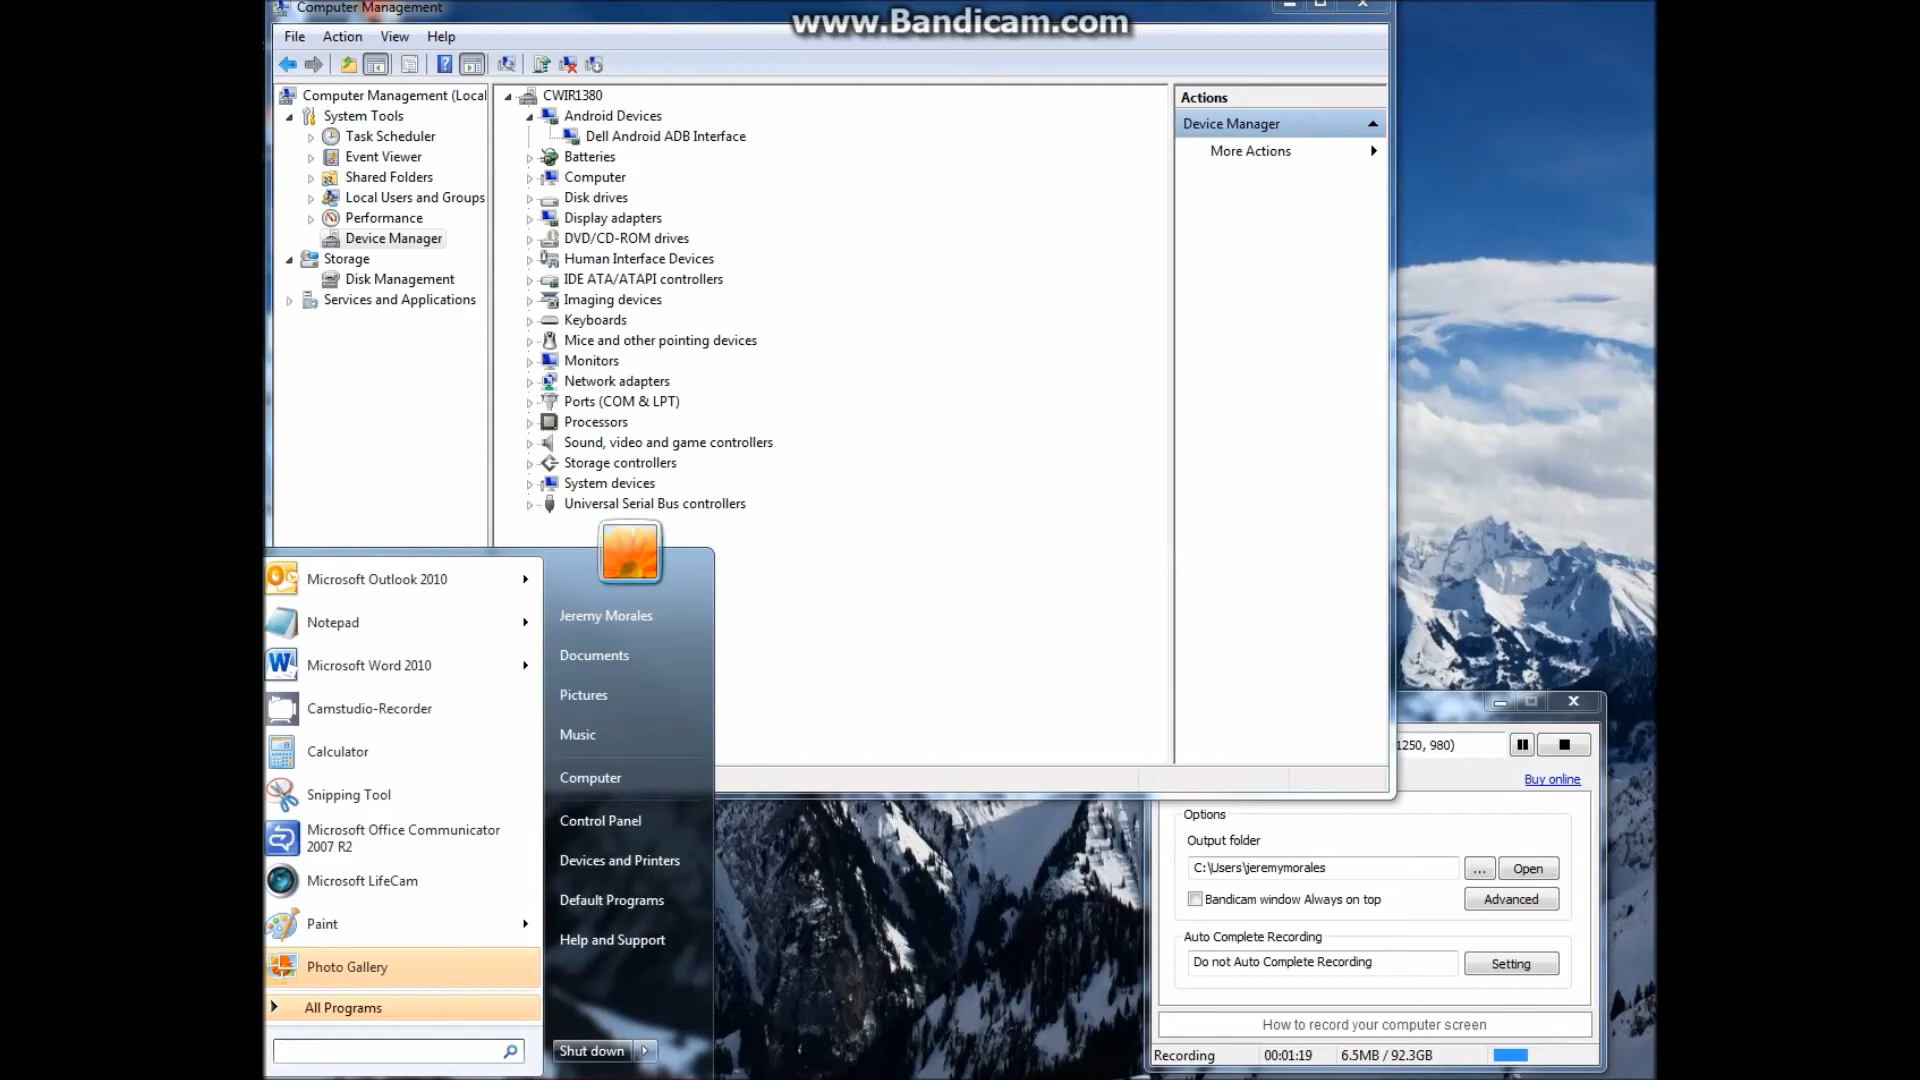 Computer Management
www.Bandicam.com
File Action View Help
Computer Management (Local
System Tools
Task Scheduler
Event Viewer
Shared Folders
Local Users and Groups
Performance
Device Manager
Storage
Disk Management
Services and Applications
CWIR1380
Android Devices
Dell Android ADB Interface
Batteries
Computer
Disk drives
Display adapters
DVD/CD-ROM drives
Human Interface Devices
IDE ATA/ATAPI controllers
Imaging devices
Keyboards
Mice and other pointing devices
Monitors
Network adapters
Ports (COM & LPT)
Processors
Sound, video and game controllers
Storage controllers
System devices
Universal Serial Bus controllers
Actions
Device Manager
More Actions
Microsoft Outlook 2010
Notepad
Microsoft Word 2010
Camstudio-Recorder
Calculator
Snipping Tool
Microsoft Office Communicator
2007 R2
Microsoft LifeCam
Paint
Photo Gallery
All Programs
Jeremy Morales
Documents
Pictures
Music
Computer
Control Panel
Devices and Printers
Default Programs
Help and Support
Shut down
1250, 980)
Buy online
Options
Output folder
C:\Users\jeremymorales ... Open
Bandicam window Always on top Advanced
Auto Complete Recording
Do not Auto Complete Recording Setting
How to record your computer screen
Recording 00:01:19 6.5MB / 92.3GB